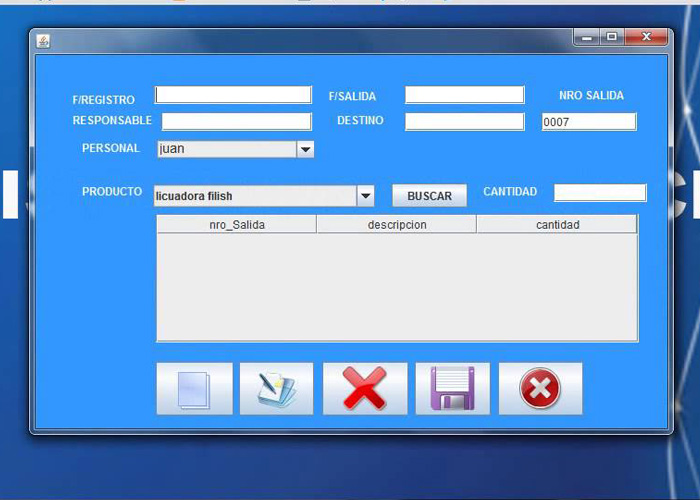 F/REGISTRO F/SALIDA NRO SALIDA
RESPONSABLE DESTINO 0007
PERSONAL juan
PRODUCTO licuadora filish BUSCAR CANTIDAD
nro_Salida descripcion cantidad